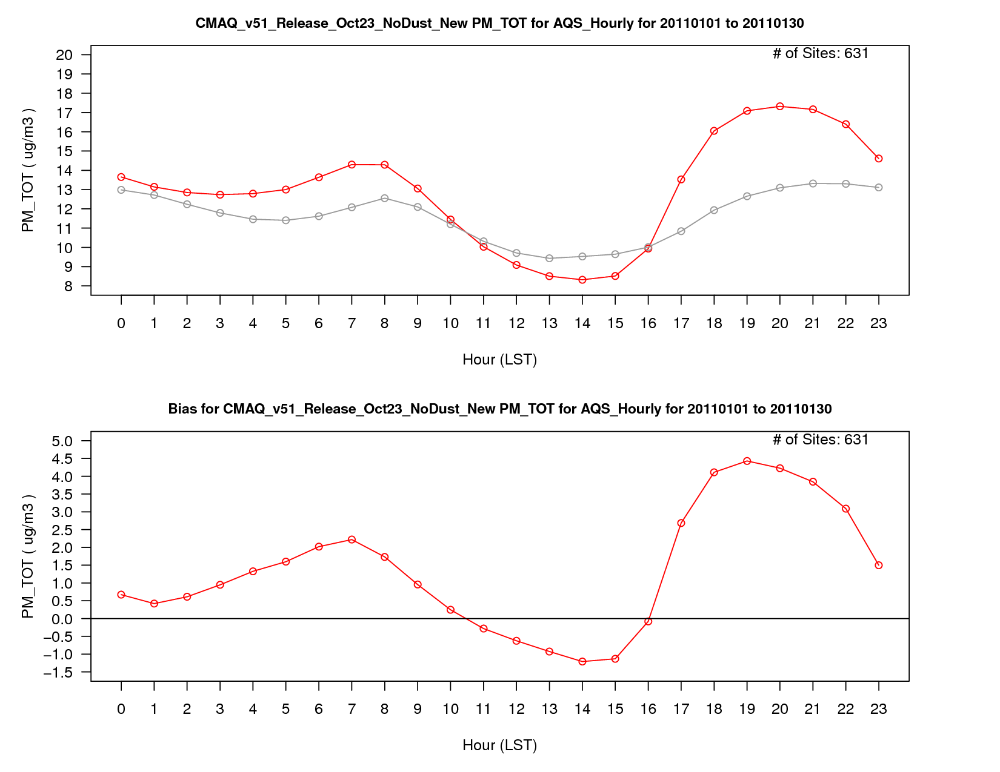 CMAQ_v51_Release_Oct23_NoDust_New PM_TOT for AQS_Hourly for 20110101 to 20110130
# of Sites: 631
20
19
18
17
16
15
14
13
12
11
10
9
8
PM_TOT ( ug/m3 )
0 1 2 3 4 5 6 7 8 9 10 11 12 13 14 15 16 17 18 19 20 21 22 23
Hour (LST)
Bias for CMAQ_v51_Release_Oct23_NoDust_New PM_TOT for AQS_Hourly for 20110101 to 20110130
# of Sites: 631
5.0
4.5
4.0
3.5
3.0
2.5
2.0
1.5
1.0
0.5
0.0
−0.5
−1.0
−1.5
PM_TOT ( ug/m3 )
0 1 2 3 4 5 6 7 8 9 10 11 12 13 14 15 16 17 18 19 20 21 22 23
Hour (LST)